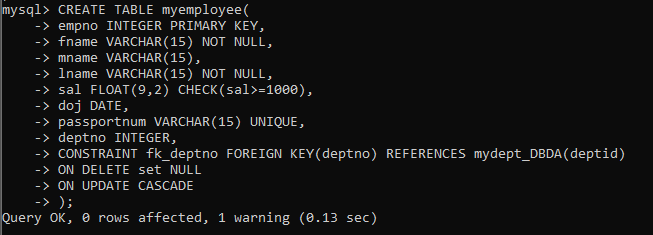 mysql> CREATE TABLE myemployee(
-> empno INTEGER PRIMARY KEY,
-> fname VARCHAR(15) NOT NULL,
-> mname VARCHAR(15),
-> lname VARCHAR(15) NOT NULL,
-> sal FLOAT(9,2) CHECK(sal>=1000),
-> doj DATE,
-> passportnum VARCHAR(15) UNIQUE,
-> deptno INTEGER,
-> CONSTRAINT fk_deptno FOREIGN KEY(deptno) REFERENCES mydept_DBDA(deptid)
-> ON DELETE set NULL
-> ON UPDATE CASCADE
-> );
Query OK, 0 rows affected, 1 warning (0.13 sec)